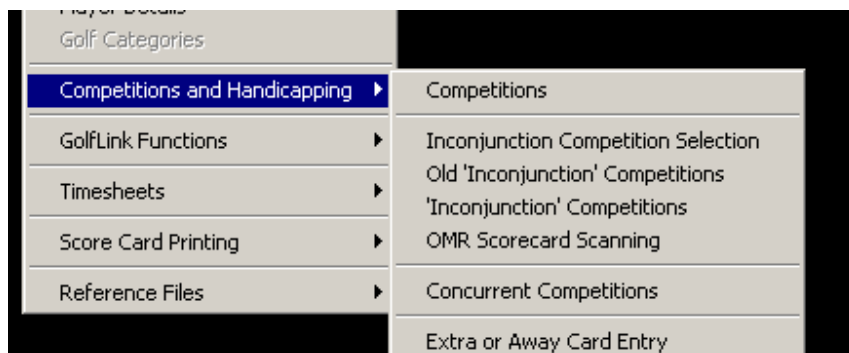 Golf Categories
Competitions and Handicapping
GolfLink Functions
Timesheets
Score Card Printing
Reference Files
Competitions
Inconjunction Competition Selection
Old 'Inconjunction' Competitions
'Inconjunction' Competitions
OMR Scorecard Scanning
Concurrent Competitions
Extra or Away Card Entry